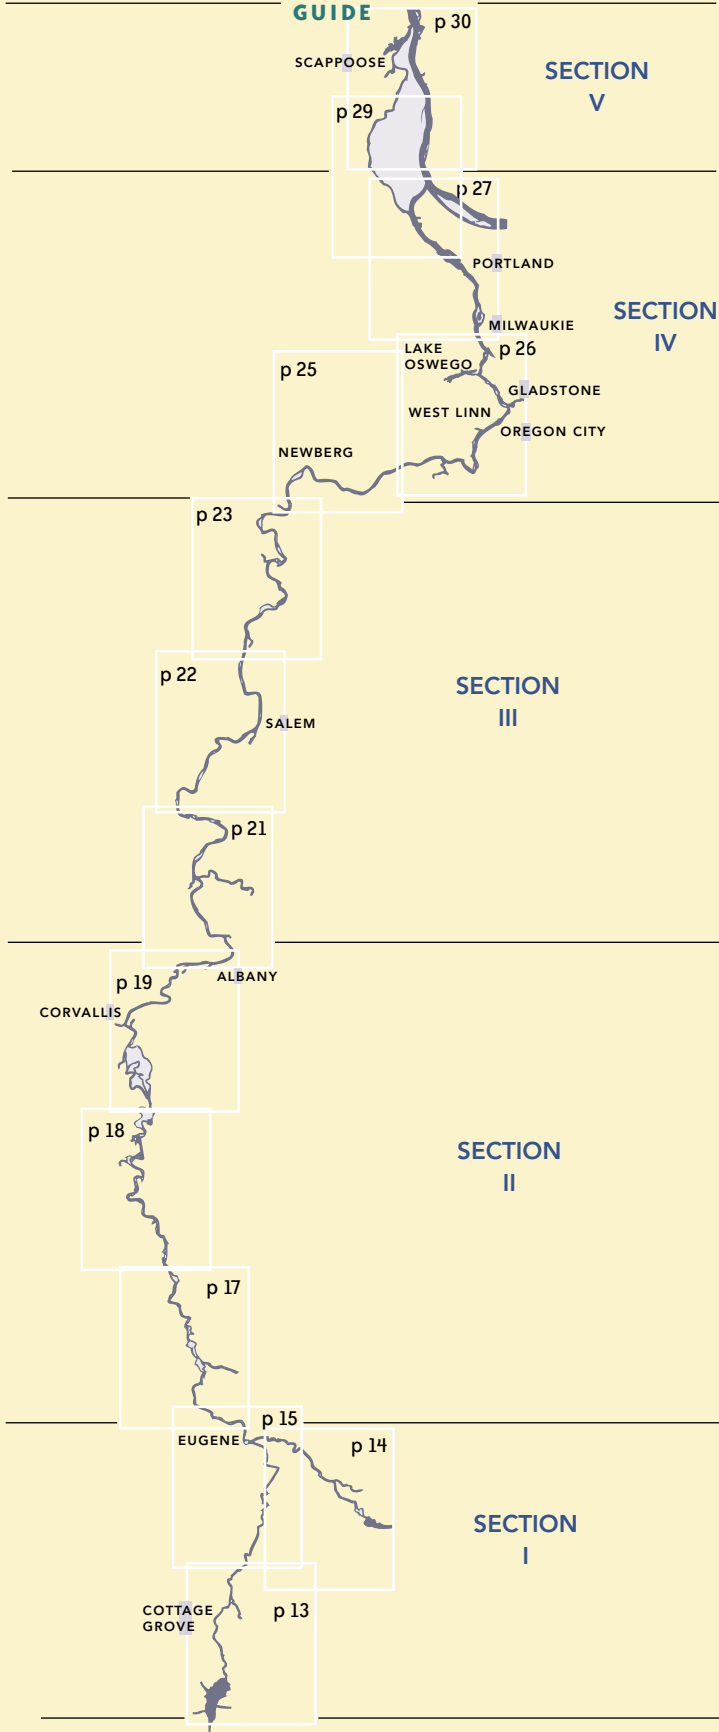 GUIDE
p 30
SCAPPOOSE
SECTION
V
p 29
p 27
PORTLAND
SECTION
IV
MILWAUKIE
LAKE
OSWEGO
p 26
p 25
GLADSTONE
WEST LINN
OREGON CITY
NEWBERG
p 23
p 22
SECTION
III
SALEM
p 21
ALBANY
p 19
CORVALLIS
p 18
SECTION
II
p 17
p 15
EUGENE
p 14
SECTION
I
COTTAGE
GROVE
p 13